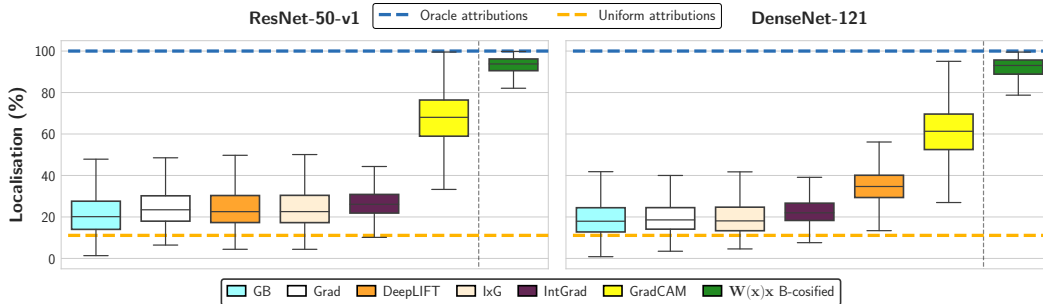 ResNet-50-v1
Oracle attributions
Uniform attributions
DenseNet-121
Localisation (%)
100
80
60
40
20
0
GB
Grad
DeepLIFT
IxG
IntGrad
GradCAM
W(x)x B-cosified